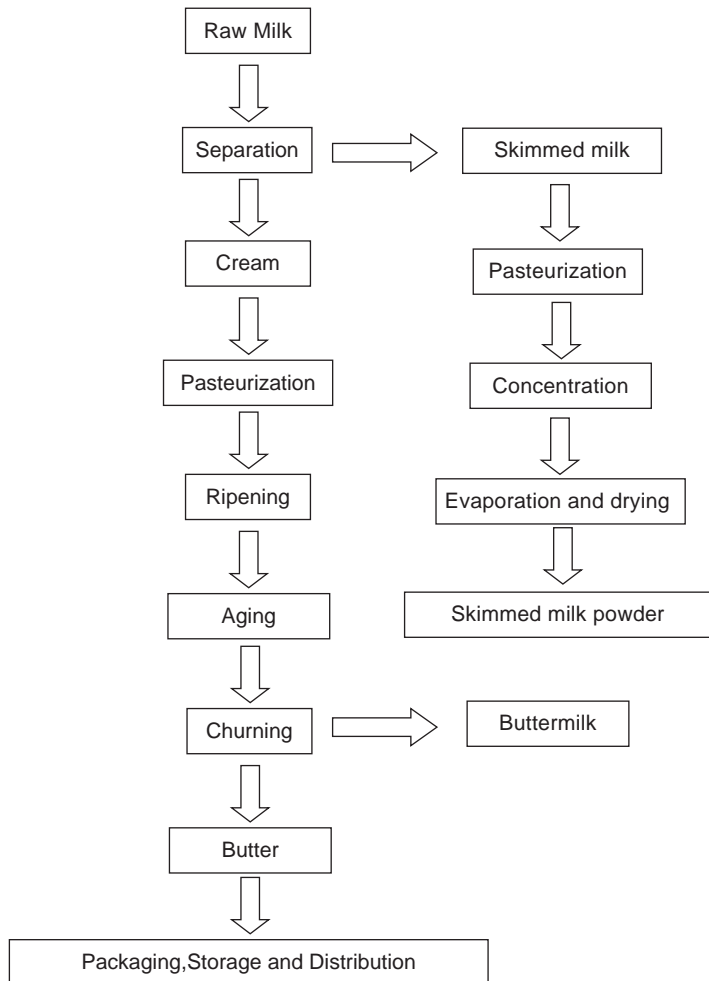 Raw Milk
Separation
Skimmed milk
Cream
Pasteurization
Pasteurization
Concentration
Ripening
Evaporation and drying
Aging
Skimmed milk powder
Churning
Buttermilk
Butter
Packaging,Storage and Distribution